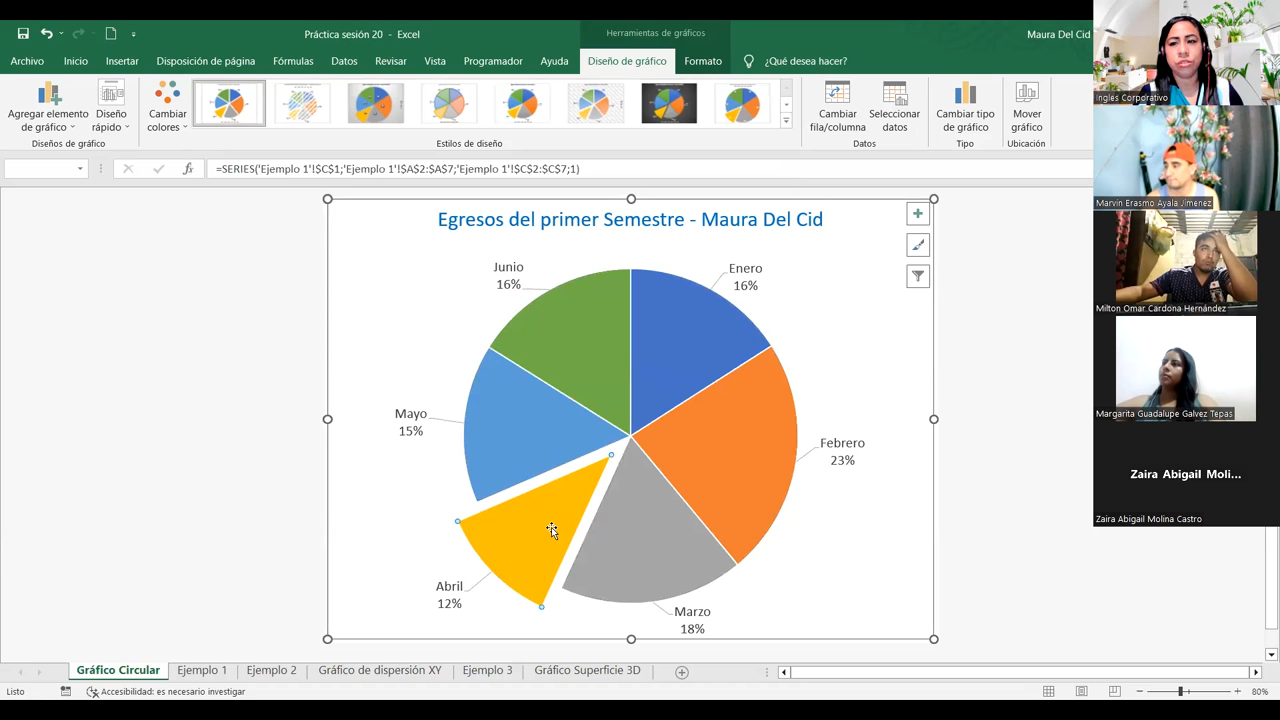 Práctica sesión 20 - Excel
Herramientas de gráficos
Maura Del Cid
Archivo Inicio Insertar Disposición de página Fórmulas Datos Revisar Vista Programador Ayuda Diseño de gráfico Formato ¿Qué desea hacer?
Agregar elemento de gráfico
Diseño rápido
Cambiar colores
Cambiar fila/columna
Seleccionar datos
Cambiar tipo de gráfico
Mover gráfico
Diseños de gráfico
Estilos de diseño
Datos
Tipo
Ubicación
fx
=SERIES('Ejemplo 1'!$C$1;'Ejemplo 1'!$A$2:$A$7;'Ejemplo 1'!$C$2:$C$7;1)
Egresos del primer Semestre - Maura Del Cid
Junio
16%
Enero
16%
Mayo
15%
Febrero
23%
Abril
12%
Marzo
18%
Gráfico Circular Ejemplo 1 Ejemplo 2 Gráfico de dispersión XY Ejemplo 3 Gráfico Superficie 3D
Listo
Accesibilidad: es necesario investigar
80%
Inglés Corporativo
Marvin Erasmo Ayala Jimenez
Milton Omar Cardona Hernández
Margarita Guadalupe Galvez Tepas
Zaira Abigail Moli...
Zaira Abigail Molina Castro